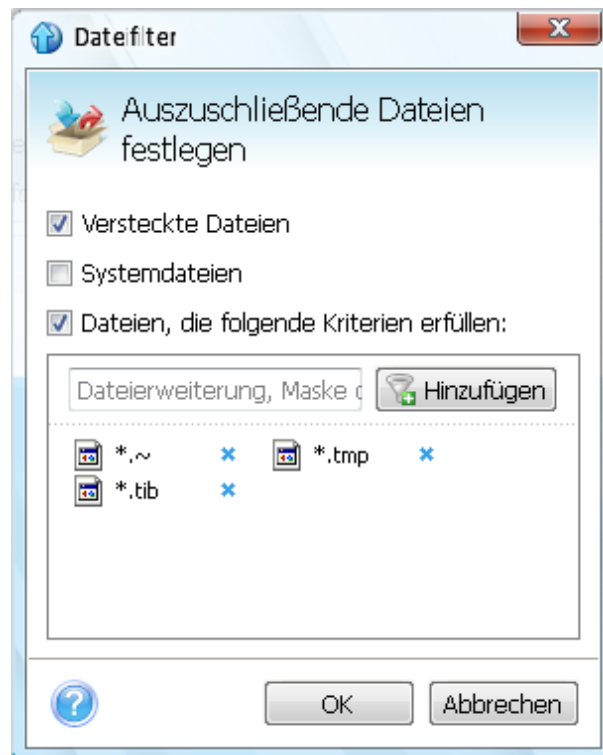 Dateifilter
Auszuschließende Dateien
festlegen
Versteckte Dateien
Systemdateien
Dateien, die folgende Kriterien erfüllen:
Dateierweiterung, Maske
Hinzufügen
*.~ *.tmp
*.tib
OK Abbrechen